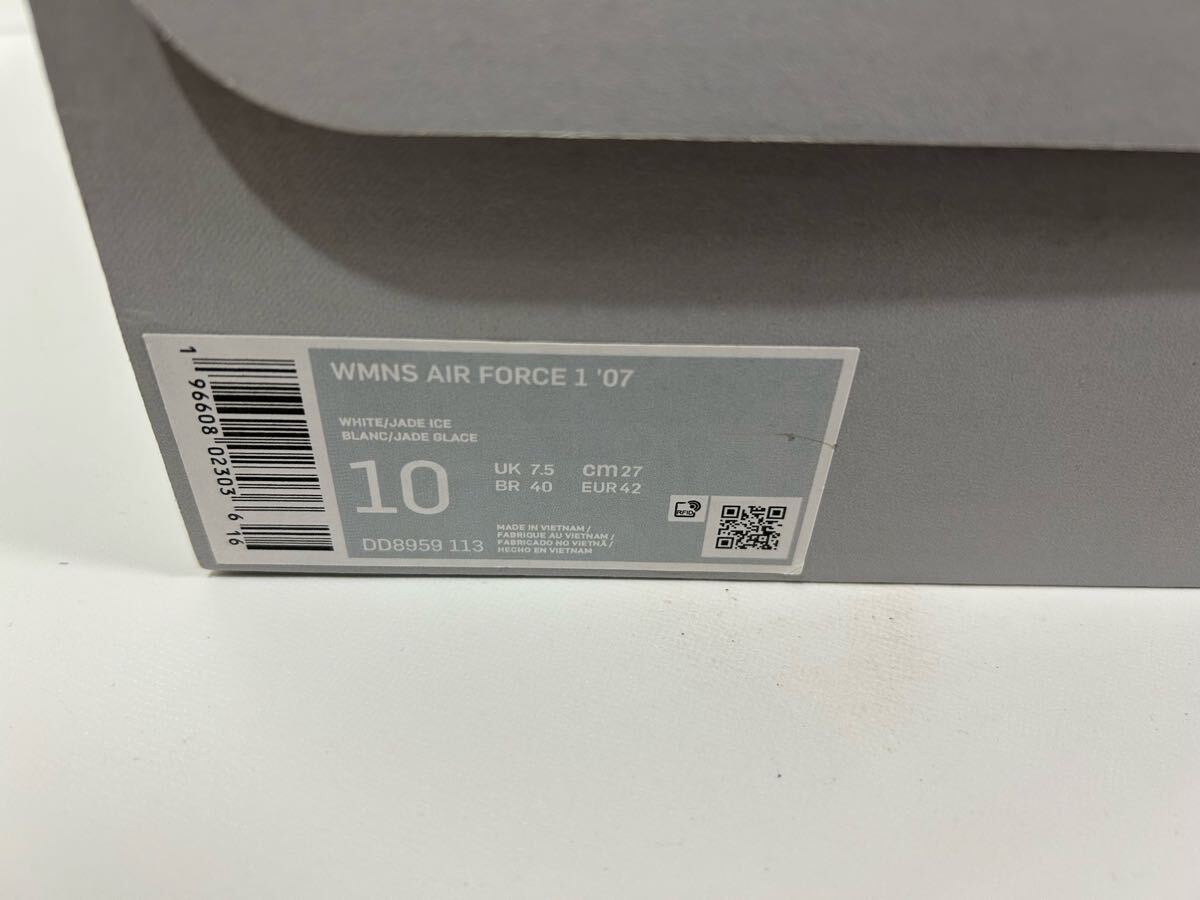 WMNS AIR FORCE 1 '07
WHITE/JADE ICE
BLANC/JADE GLACE
10
UK 7.5 cm 27
BR 40 EUR 42
DD8959 113
MADE IN VIETNAM /
FABRIQUE AU VIETNAM /
FABRICADO NO VIETNÃ /
HECHO EN VIETNAM
RFID
1 96608 02303 6 16